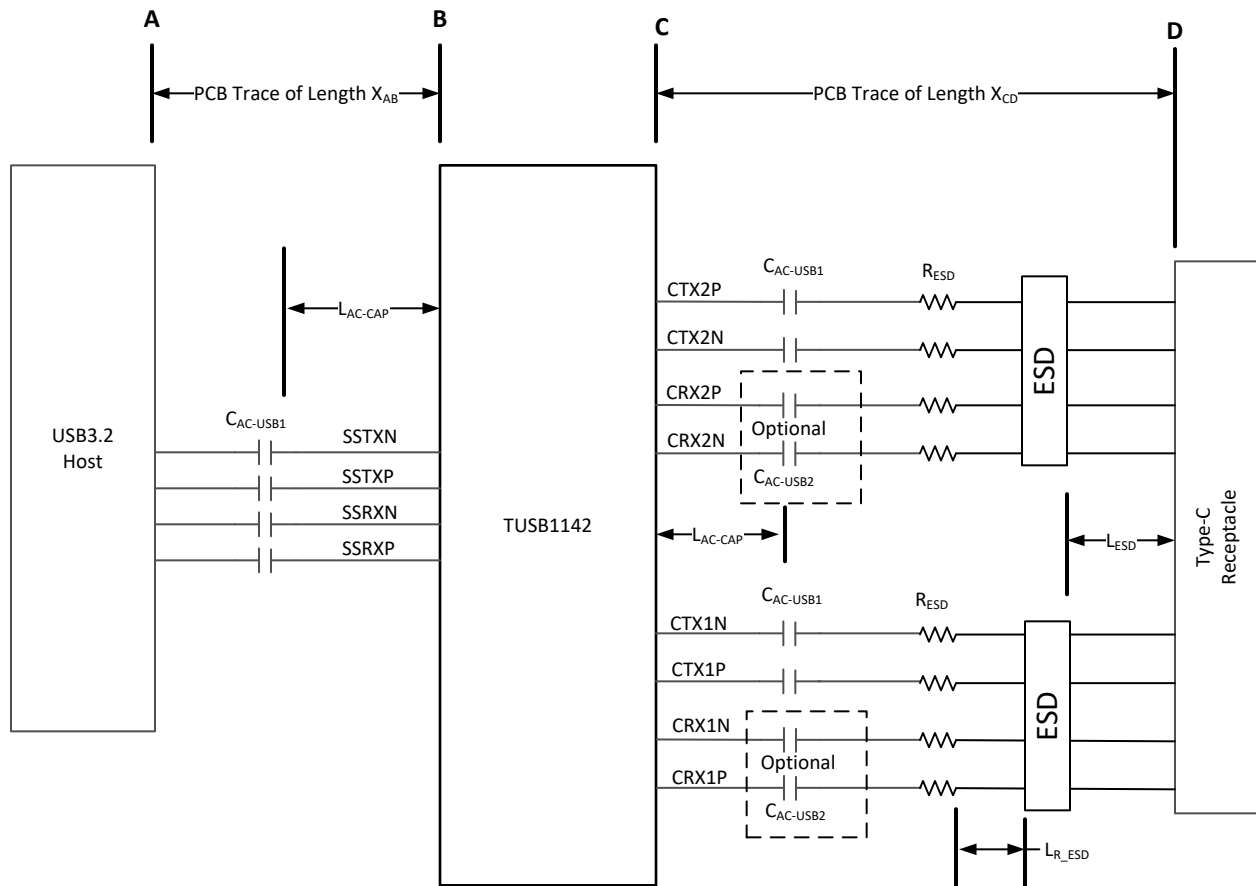 A
B
C
D
PCB Trace of Length XAB
PCB Trace of Length XCD
CAC-USB1
RESD
CTX2P
LAC-CAP
CTX2N
ESD
CRX2P
CAC-USB1
Optional
USB3.2
Host
SSTXN
CRX2N
CAC-USB2
SSTXP
TUSB1142
SSRXN
LAC-CAP
LESD
Type-C
Receptacle
SSRXP
CAC-USB1
RESD
CTX1N
CTX1P
ESD
CRX1N
Optional
CRX1P
CAC-USB2
LR_ESD